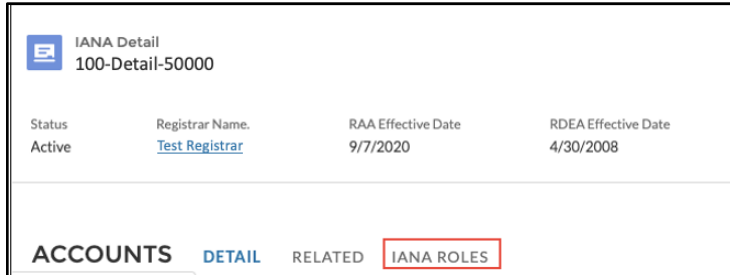 IANA Detail
100-Detail-50000
Status Registrar Name. RAA Effective Date RDEA Effective Date
Active Test Registrar 9/7/2020 4/30/2008
ACCOUNTS DETAIL RELATED IANA ROLES